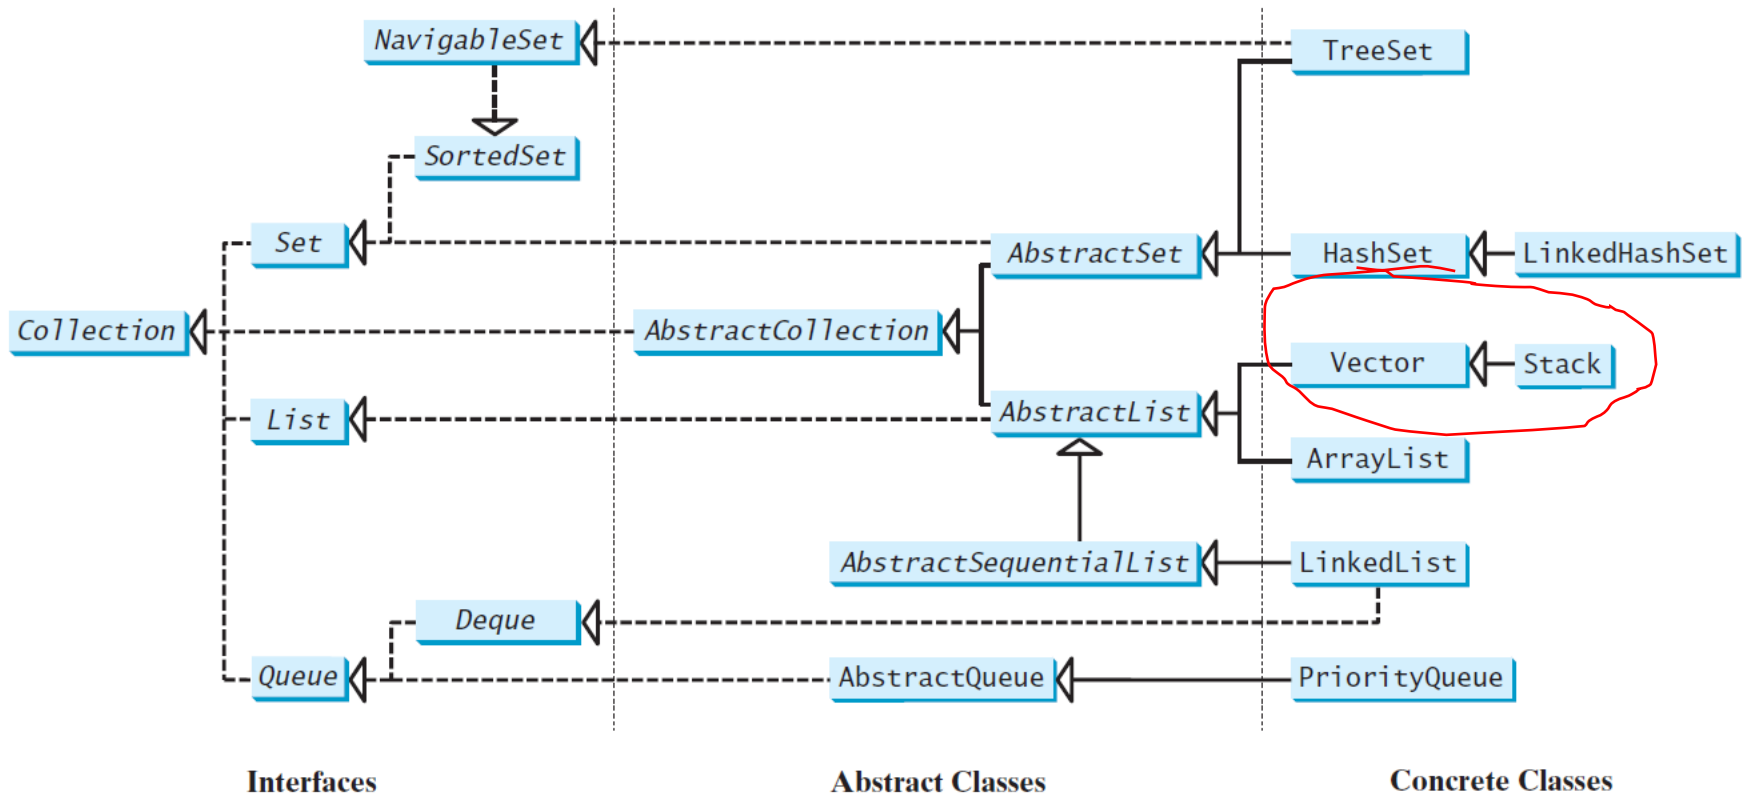 NavigableSet
TreeSet
SortedSet
Set
AbstractSet
HashSet
LinkedHashSet
Collection
AbstractCollection
Vector
Stack
List
AbstractList
ArrayList
AbstractSequentialList
LinkedList
Deque
Queue
AbstractQueue
PriorityQueue
Interfaces
Abstract Classes
Concrete Classes